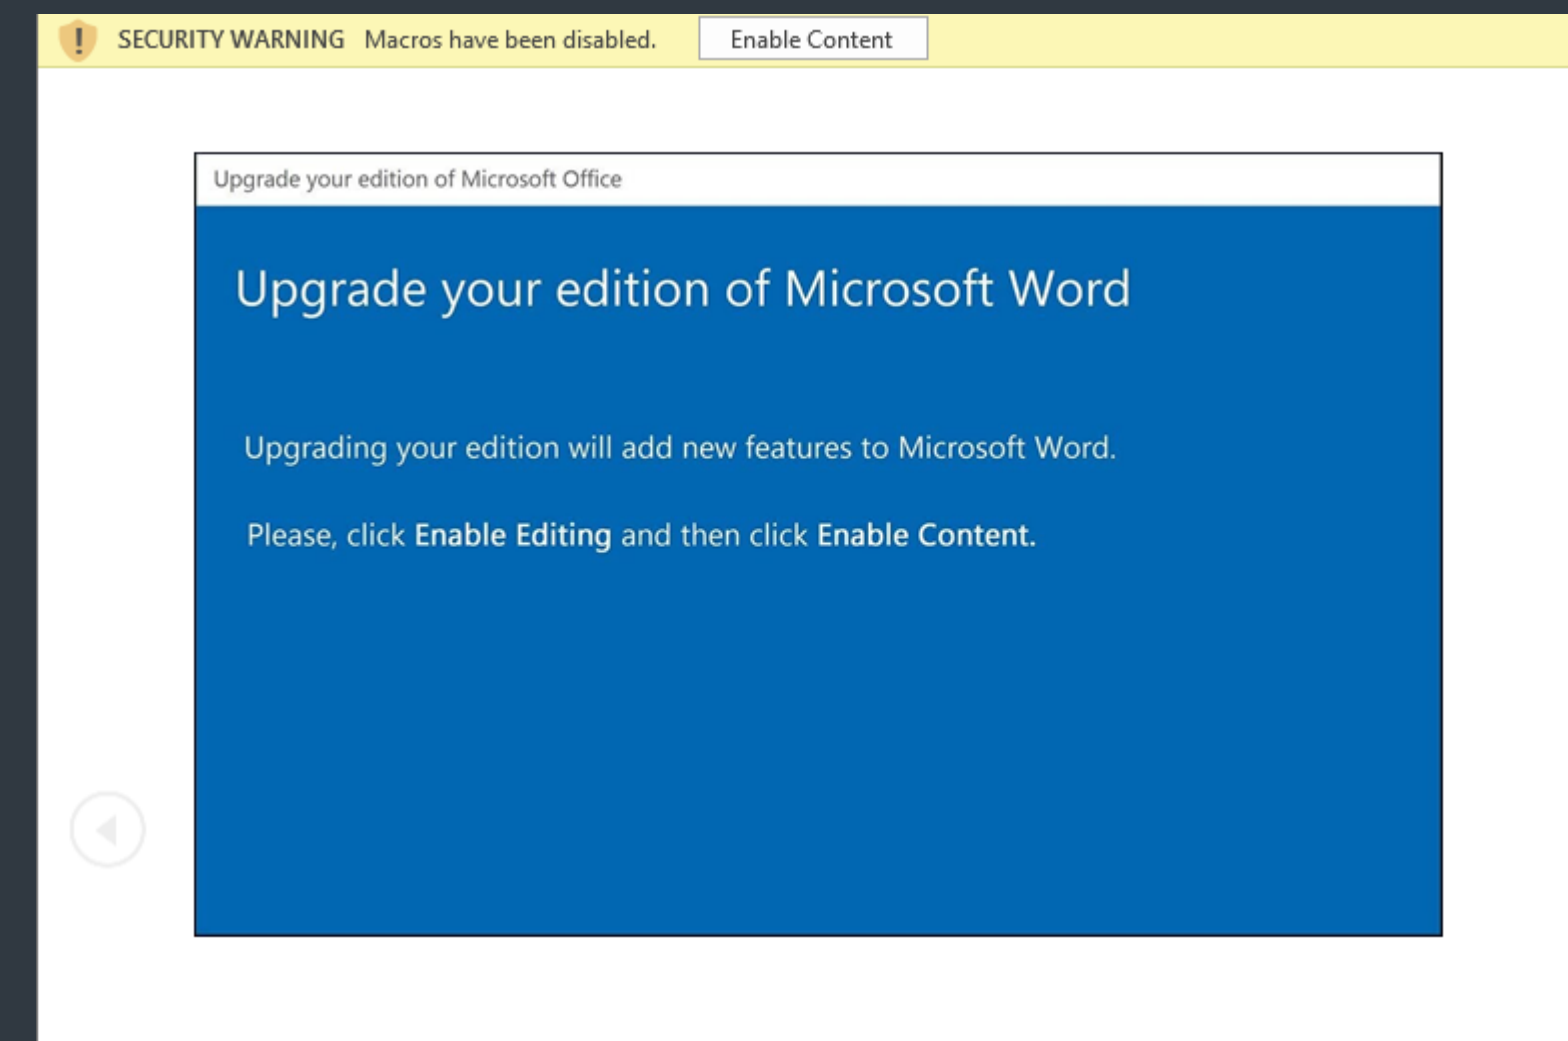 SECURITY WARNING Macros have been disabled. Enable Content
Upgrade your edition of Microsoft Office
Upgrade your edition of Microsoft Word
Upgrading your edition will add new features to Microsoft Word.
Please, click Enable Editing and then click Enable Content.